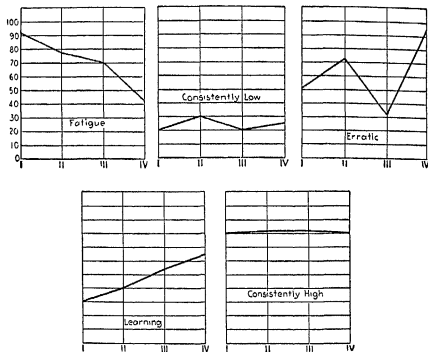 100
90
80
70
60
50
40
30
20
10
0
Fatigue
I II III IV
Consistently Low
I II III IV
Erratic
I II III IV
Learning
I II III IV
Consistently High
I II III IV